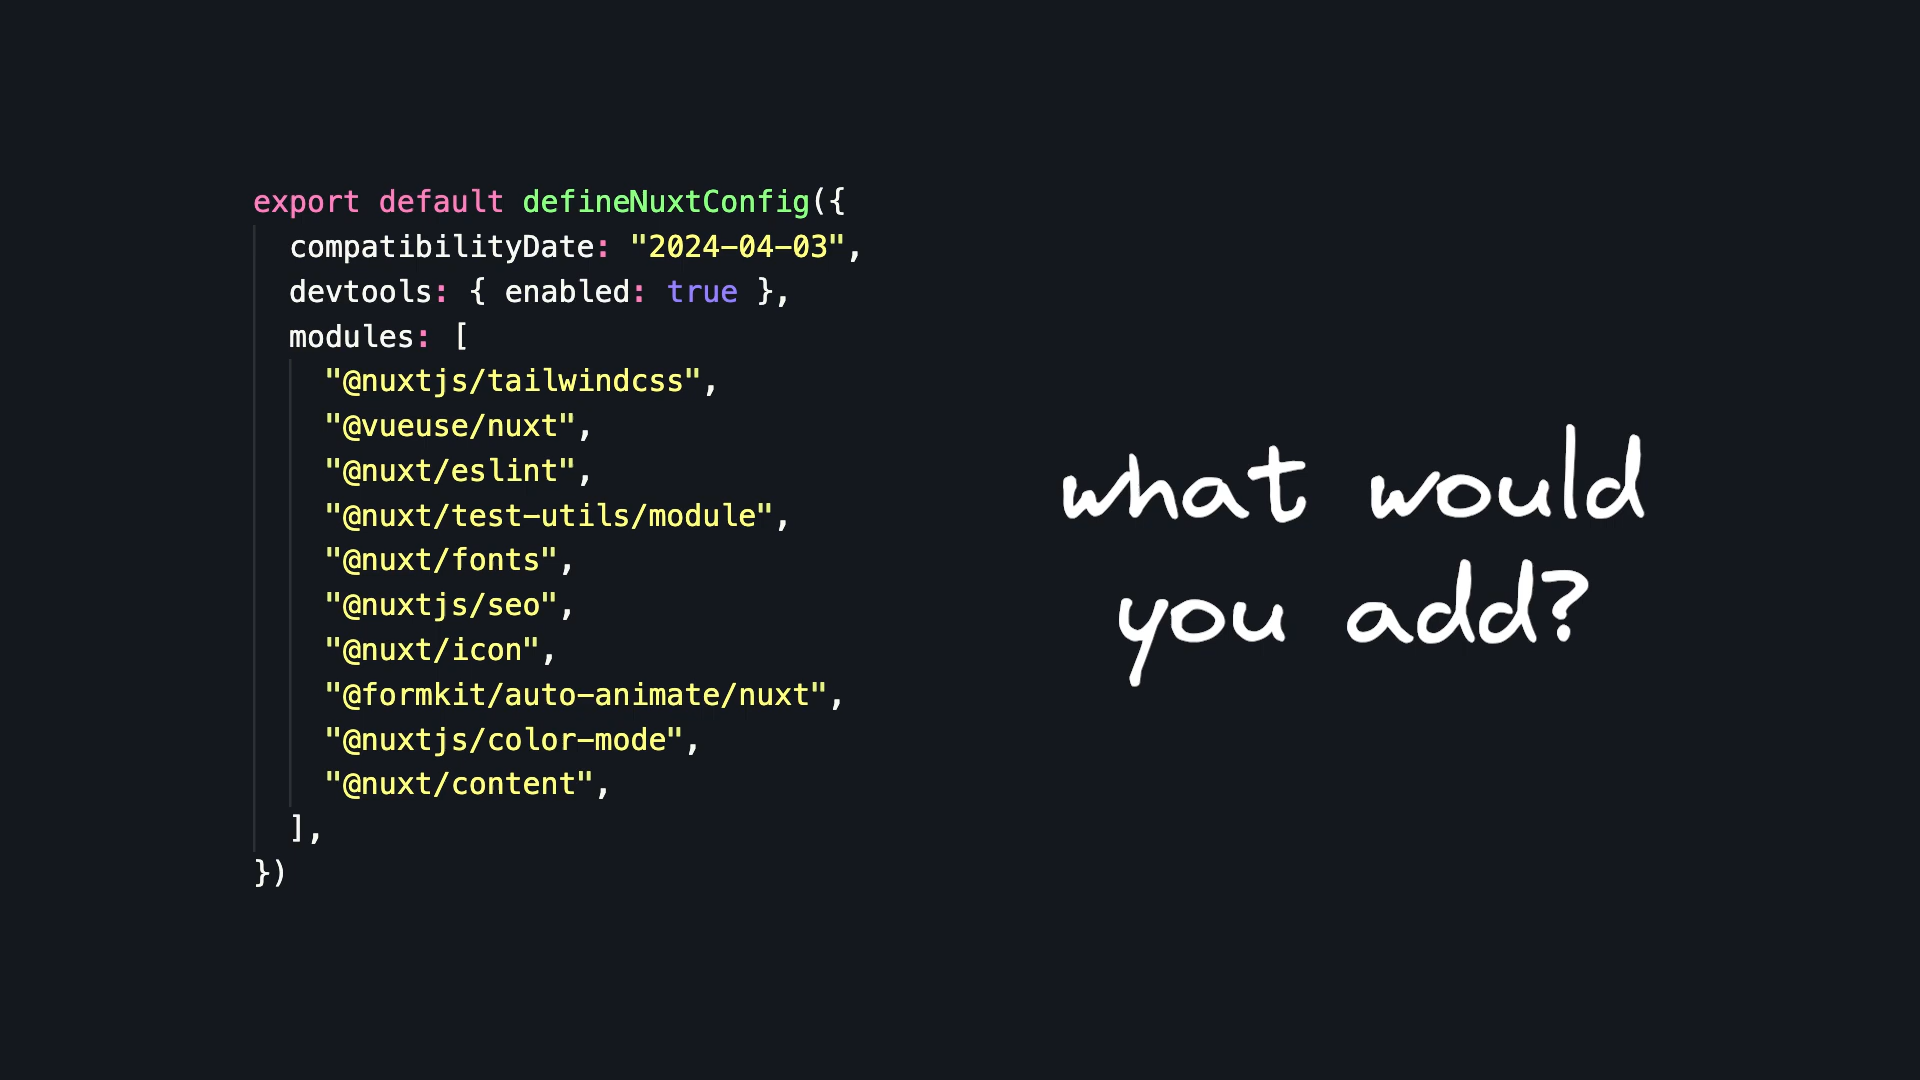 export default defineNuxtConfig({
  compatibilityDate: "2024-04-03",
  devtools: { enabled: true },
  modules: [
    "@nuxtjs/tailwindcss",
    "@vueuse/nuxt",
    "@nuxt/eslint",
    "@nuxt/test-utils/module",
    "@nuxt/fonts",
    "@nuxtjs/seo",
    "@nuxt/icon",
    "@formkit/auto-animate/nuxt",
    "@nuxtjs/color-mode",
    "@nuxt/content",
  ],
})
what would
you add?